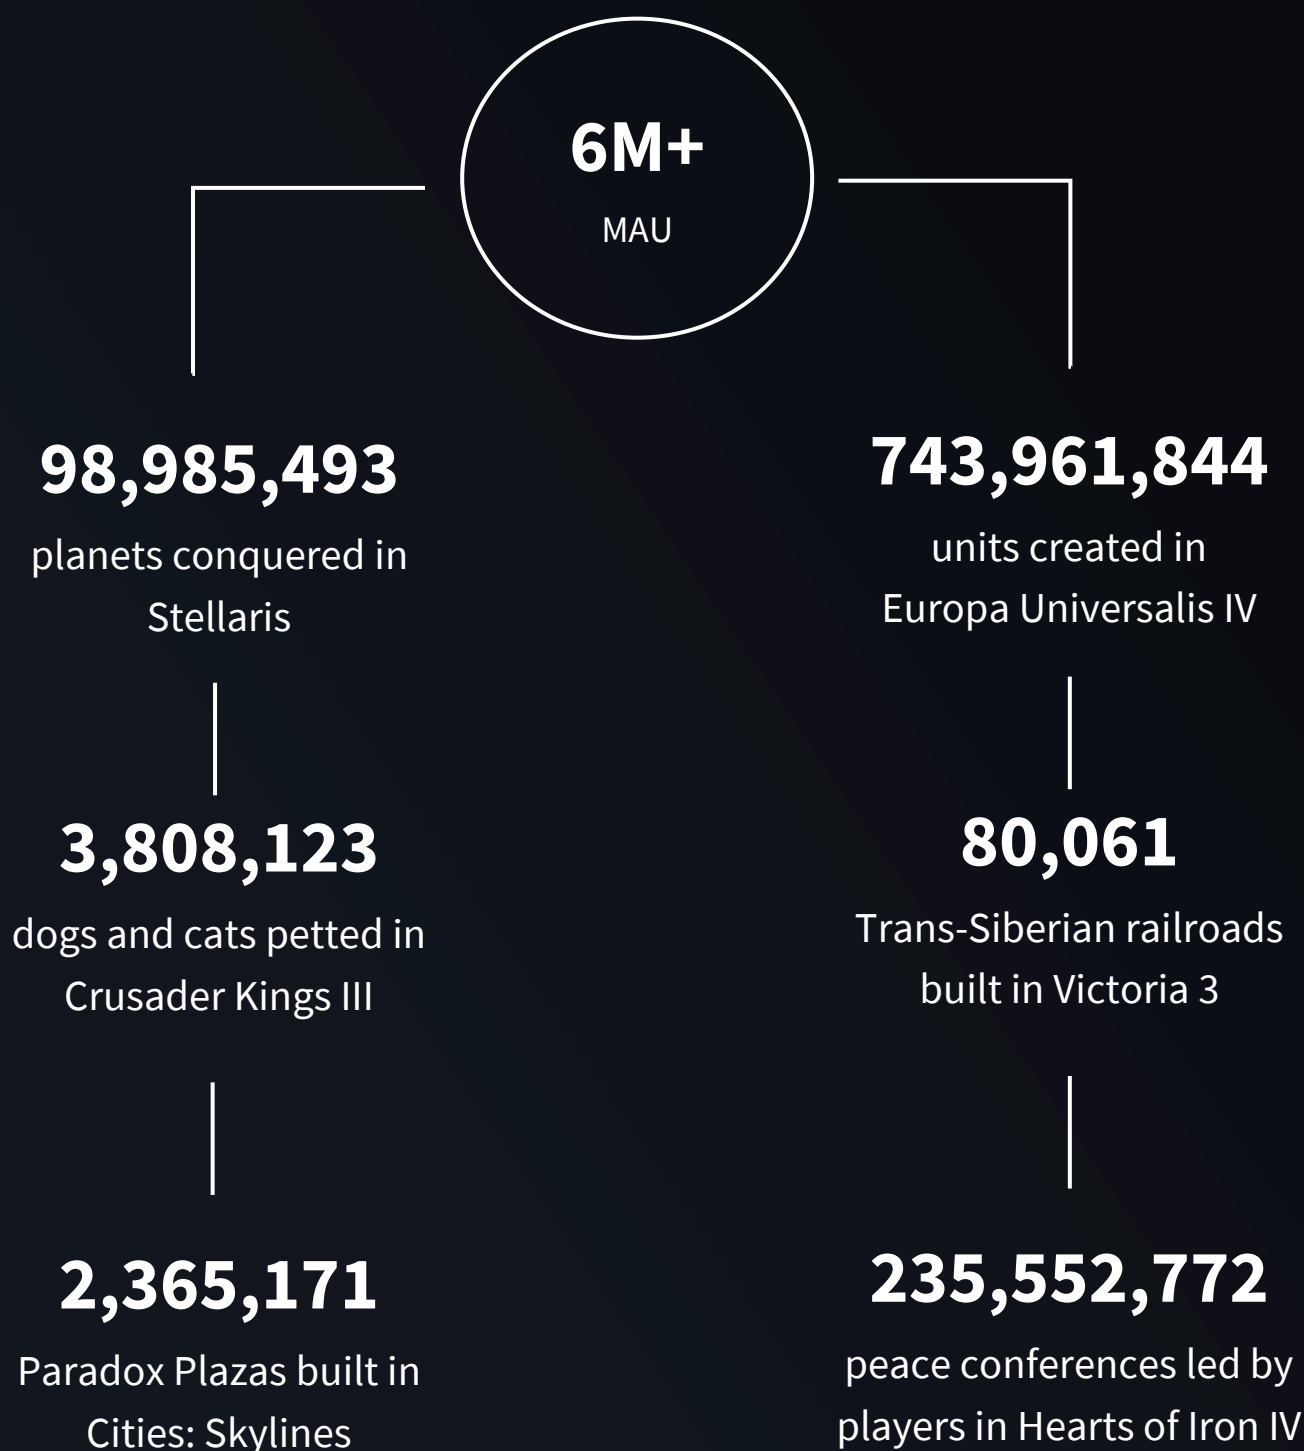 6M+
MAU
98,985,493
planets conquered in
Stellaris
3,808,123
dogs and cats petted in
Crusader Kings III
2,365,171
Paradox Plazas built in
Cities: Skylines
743,961,844
units created in
Europa Universalis IV
80,061
Trans-Siberian railroads
built in Victoria 3
235,552,772
peace conferences led by
players in Hearts of Iron IV